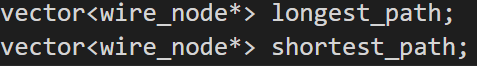 vector<wire_node*> longest_path;
vector<wire_node*> shortest_path;